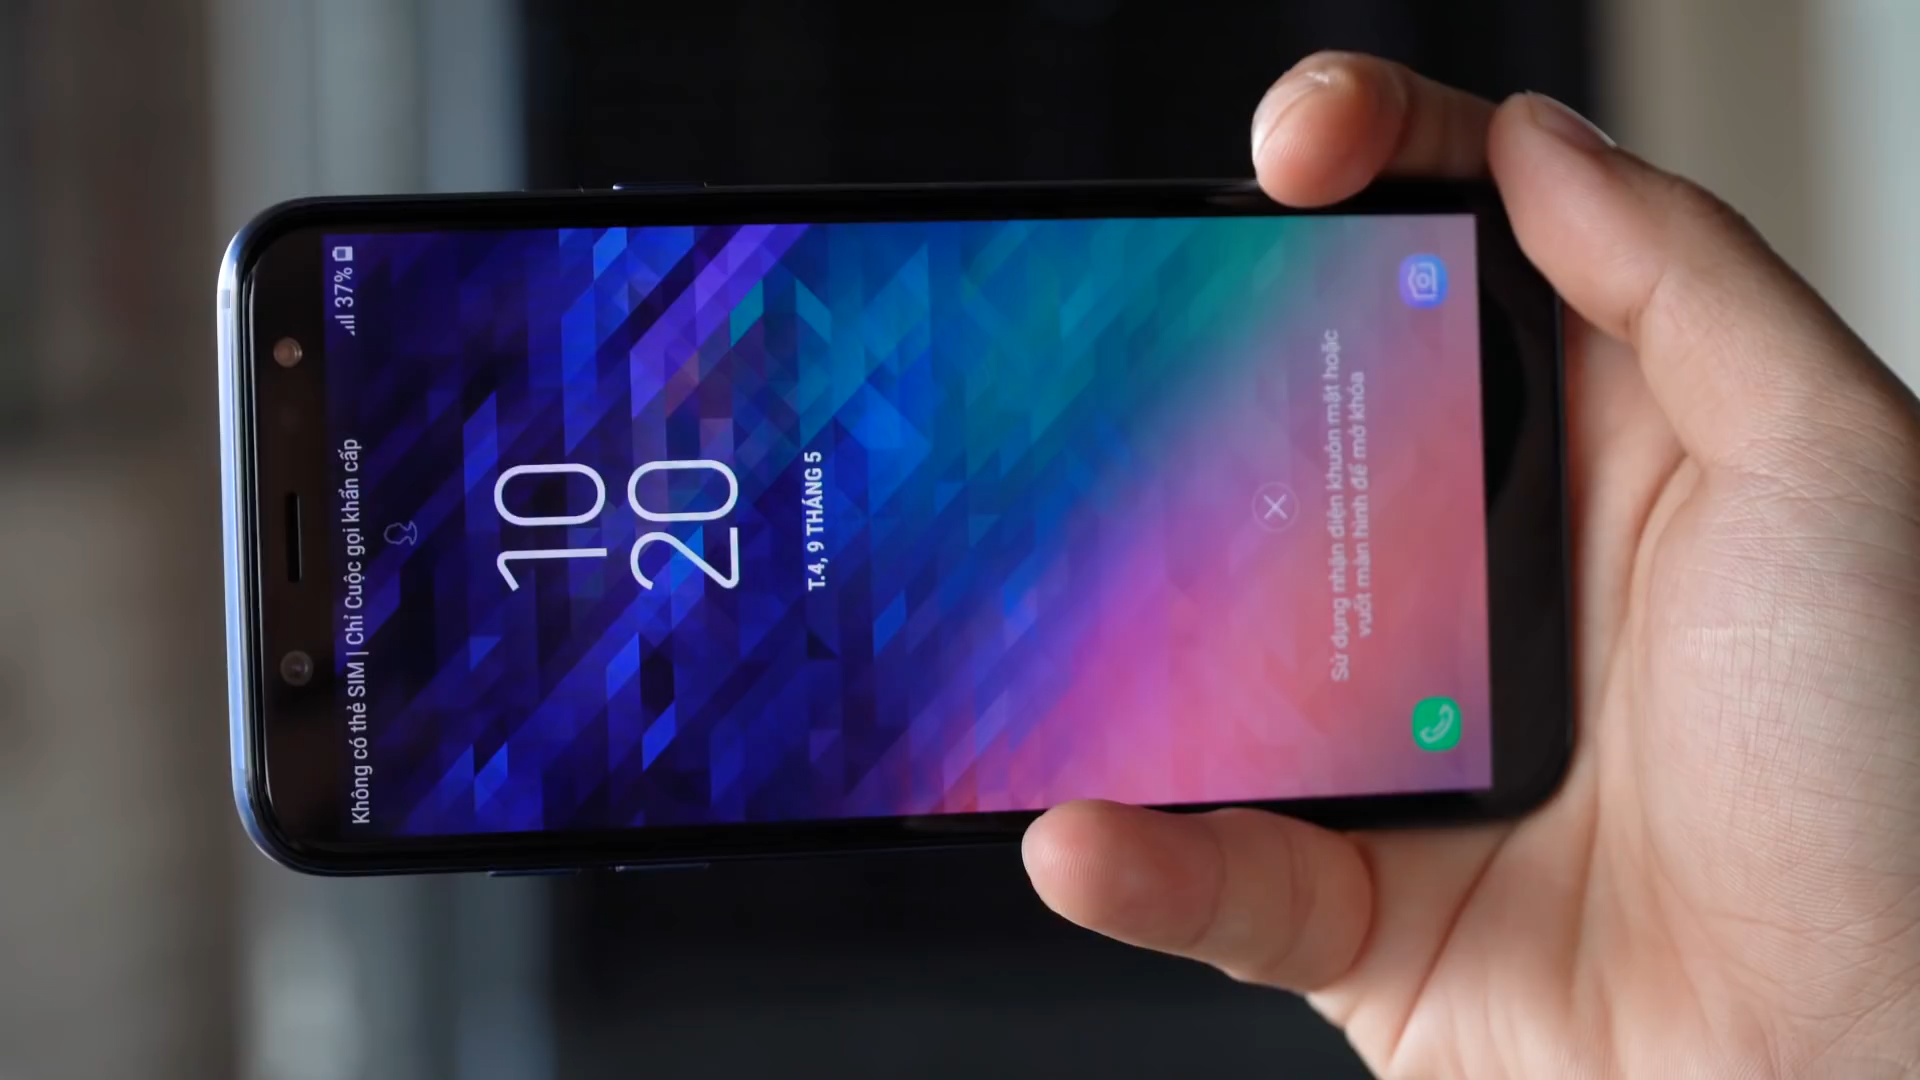 37%
Không có thẻ SIM | Chỉ Cuộc gọi khẩn cấp
10
20
T.4, 9 THÁNG 5
Sử dụng nhận diện khuôn mặt hoặc
vuốt màn hình để mở khóa